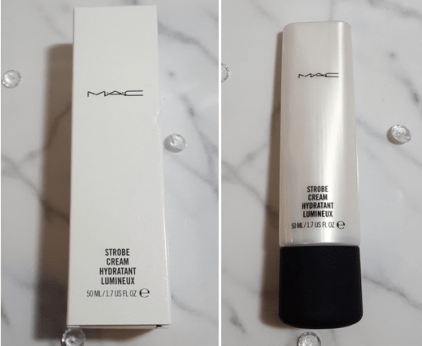 MAC
STROBE
CREAM
HYDRATANT
LUMINEUX
50 ML / 1.7 US FL OZ ℮
MAC
STROBE
CREAM
HYDRATANT
LUMINEUX
50 ML / 1.7 US FL OZ ℮